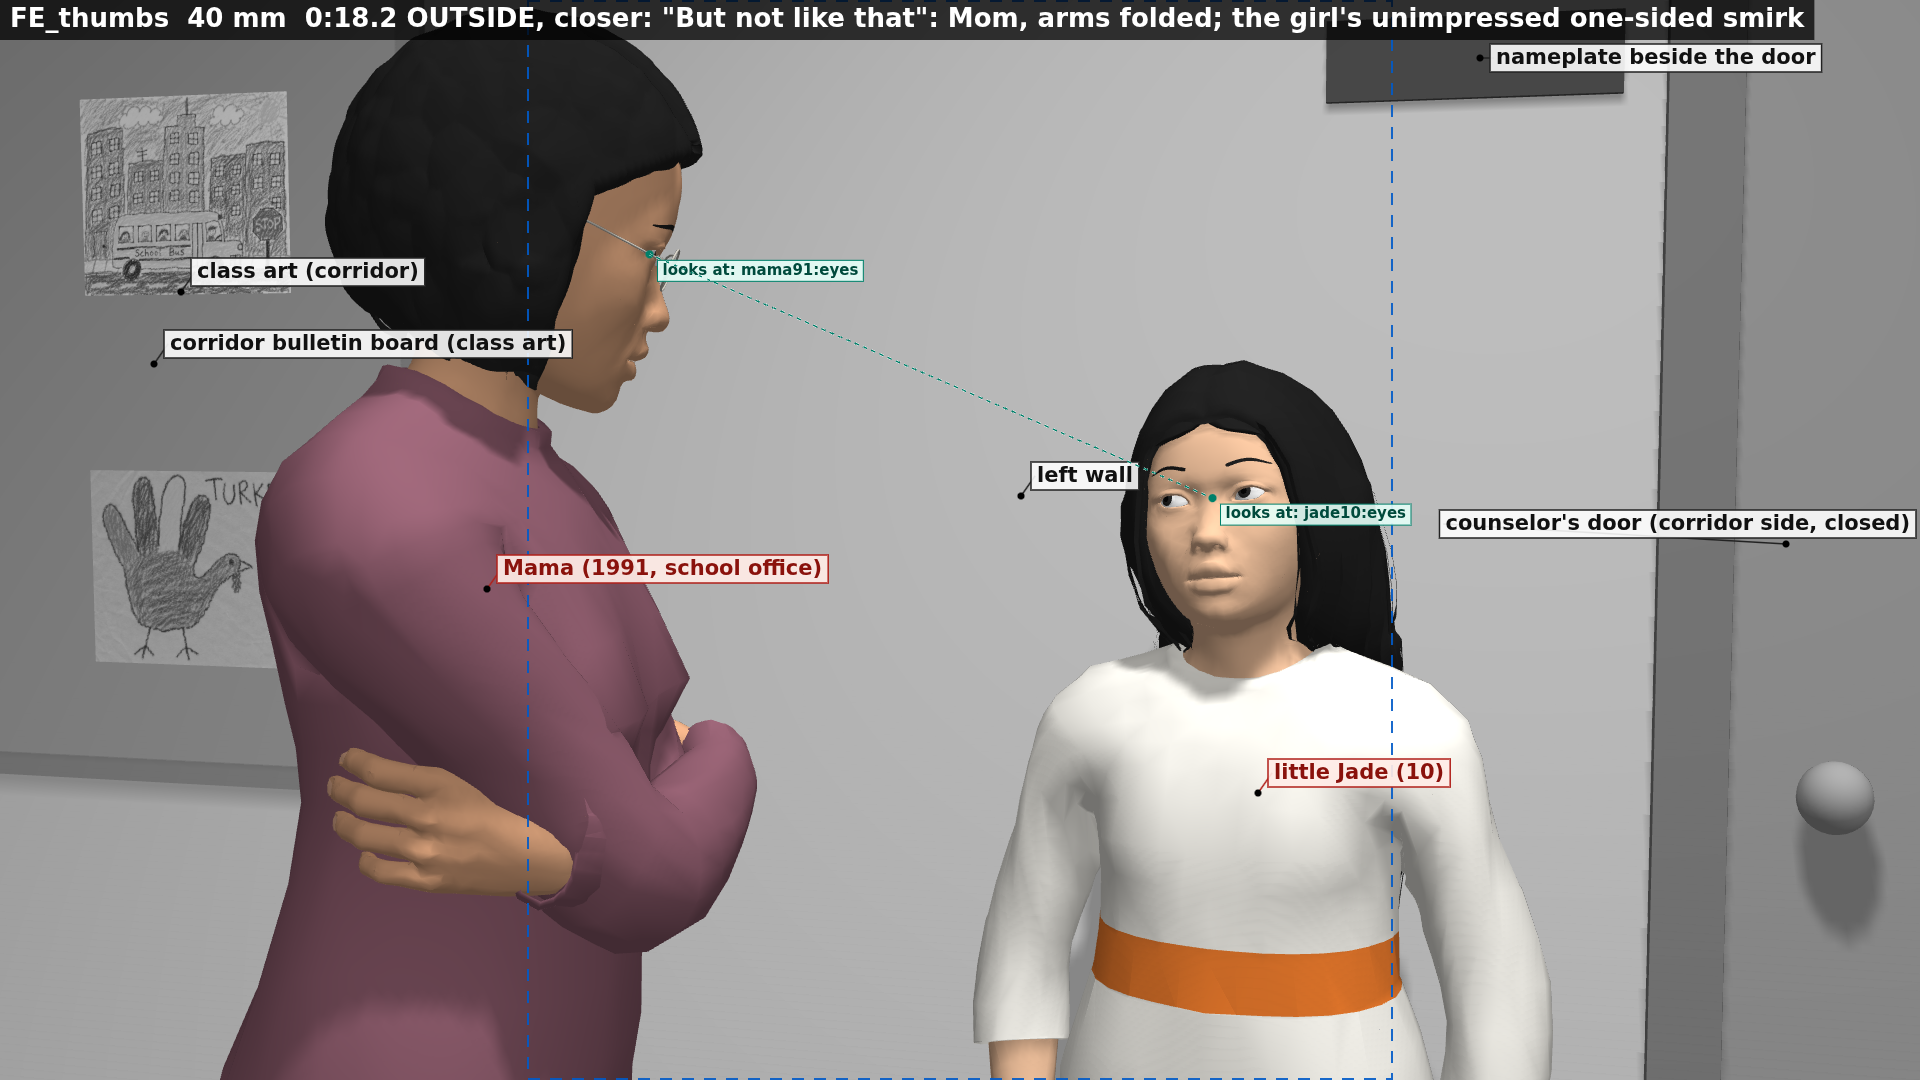 FE_thumbs 40 mm 0:18.2 OUTSIDE, closer: "But not like that": Mom, arms folded; the girl's unimpressed one-sided smirk
nameplate beside the door
STOP
School Bus
class art (corridor)
looks at: mama91:eyes
corridor bulletin board (class art)
left wall
looks at: jade10:eyes
counselor's door (corridor side, closed)
Mama (1991, school office)
little Jade (10)